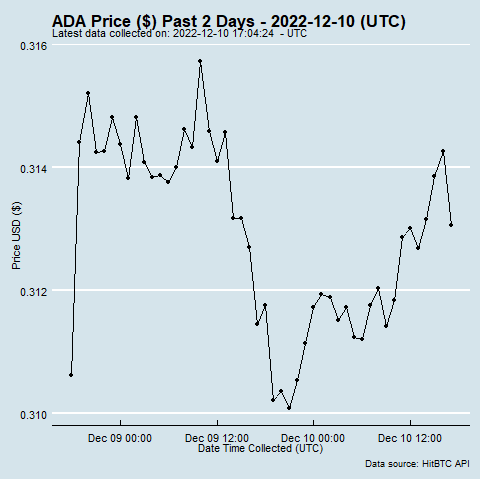 ADA Price ($) Past 2 Days - 2022-12-10 (UTC)
Latest data collected on: 2022-12-10 17:04:24  - UTC
0.316
0.314
0.312
0.310
Price USD ($)
Dec 09 00:00 Dec 09 12:00 Dec 10 00:00 Dec 10 12:00
Date Time Collected (UTC)
Data source: HitBTC API